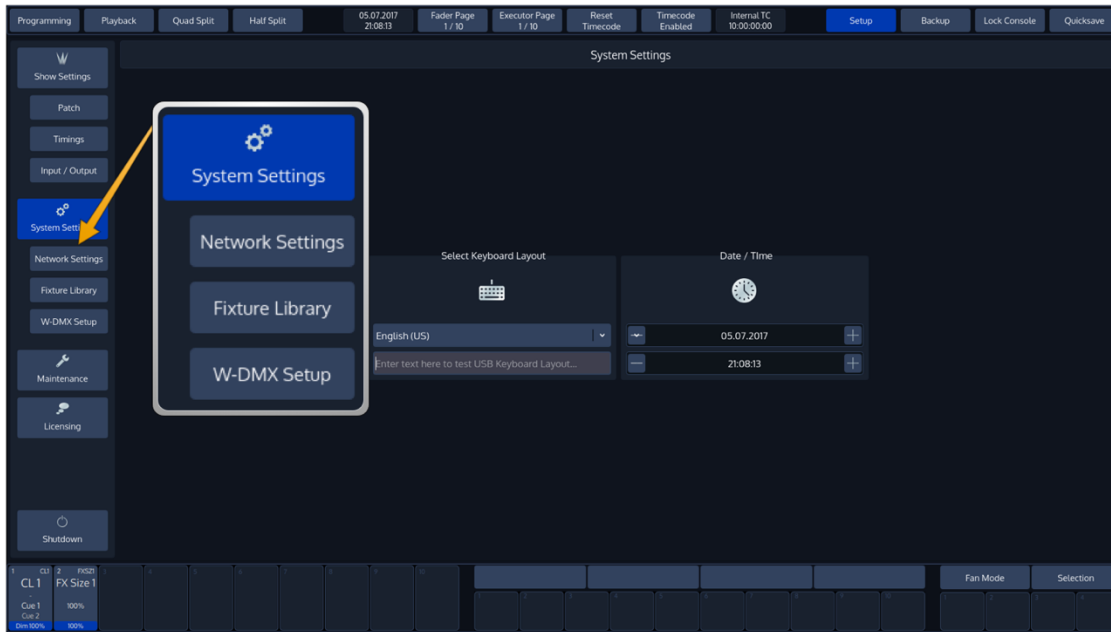 Programming
Playback
Quad Split
Half Split
05.07.2017
21:08:13
Fader Page
1 / 10
Executor Page
1 / 10
Reset
Timecode
Timecode
Enabled
Internal TC
10:00:00:00
Setup
Backup
Lock Console
Quicksave
System Settings
Show Settings
Patch
Timings
Input / Output
Network Settings
Fixture Library
W-DMX Setup
Maintenance
Licensing
Shutdown
System Settings
Network Settings
Fixture Library
W-DMX Setup
Select Keyboard Layout
English (US)
Enter text here to test USB Keyboard Layout...
Date / TIme
05.07.2017
21:08:13
1 CL1
CL 1
-
Cue 1
Cue 2
Dim 100%
2 FXSZ1
FX Size 1
100%
100%
Fan Mode
Selection